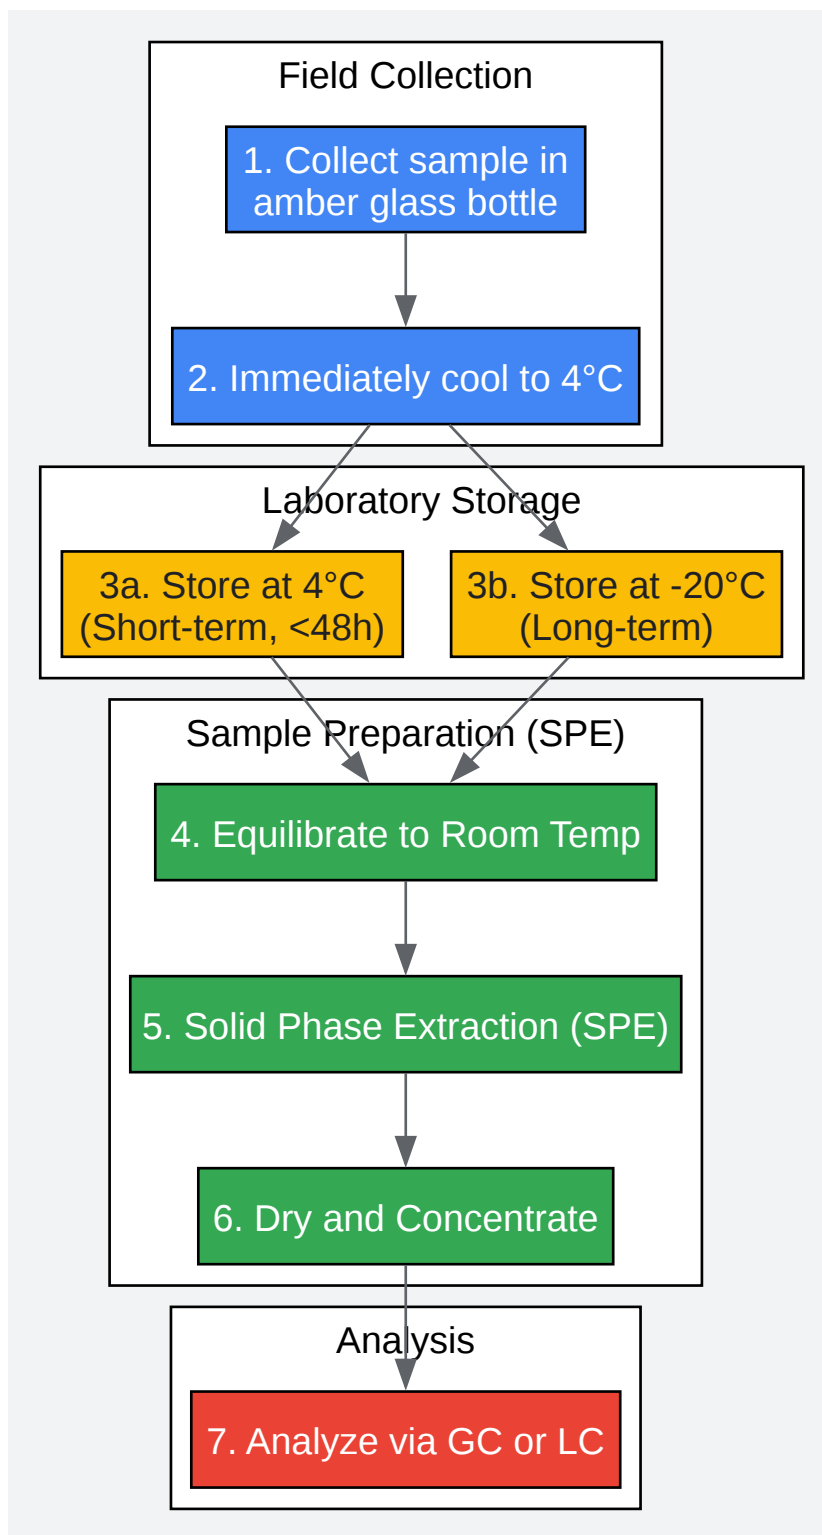 Field Collection
1. Collect sample in
amber glass bottle
2. Immediately cool to 4°C
Laboratory Storage
3a. Store at 4°C
(Short-term, <48h)
3b. Store at -20°C
(Long-term)
Sample Preparation (SPE)
4. Equilibrate to Room Temp
5. Solid Phase Extraction (SPE)
6. Dry and Concentrate
Analysis
7. Analyze via GC or LC